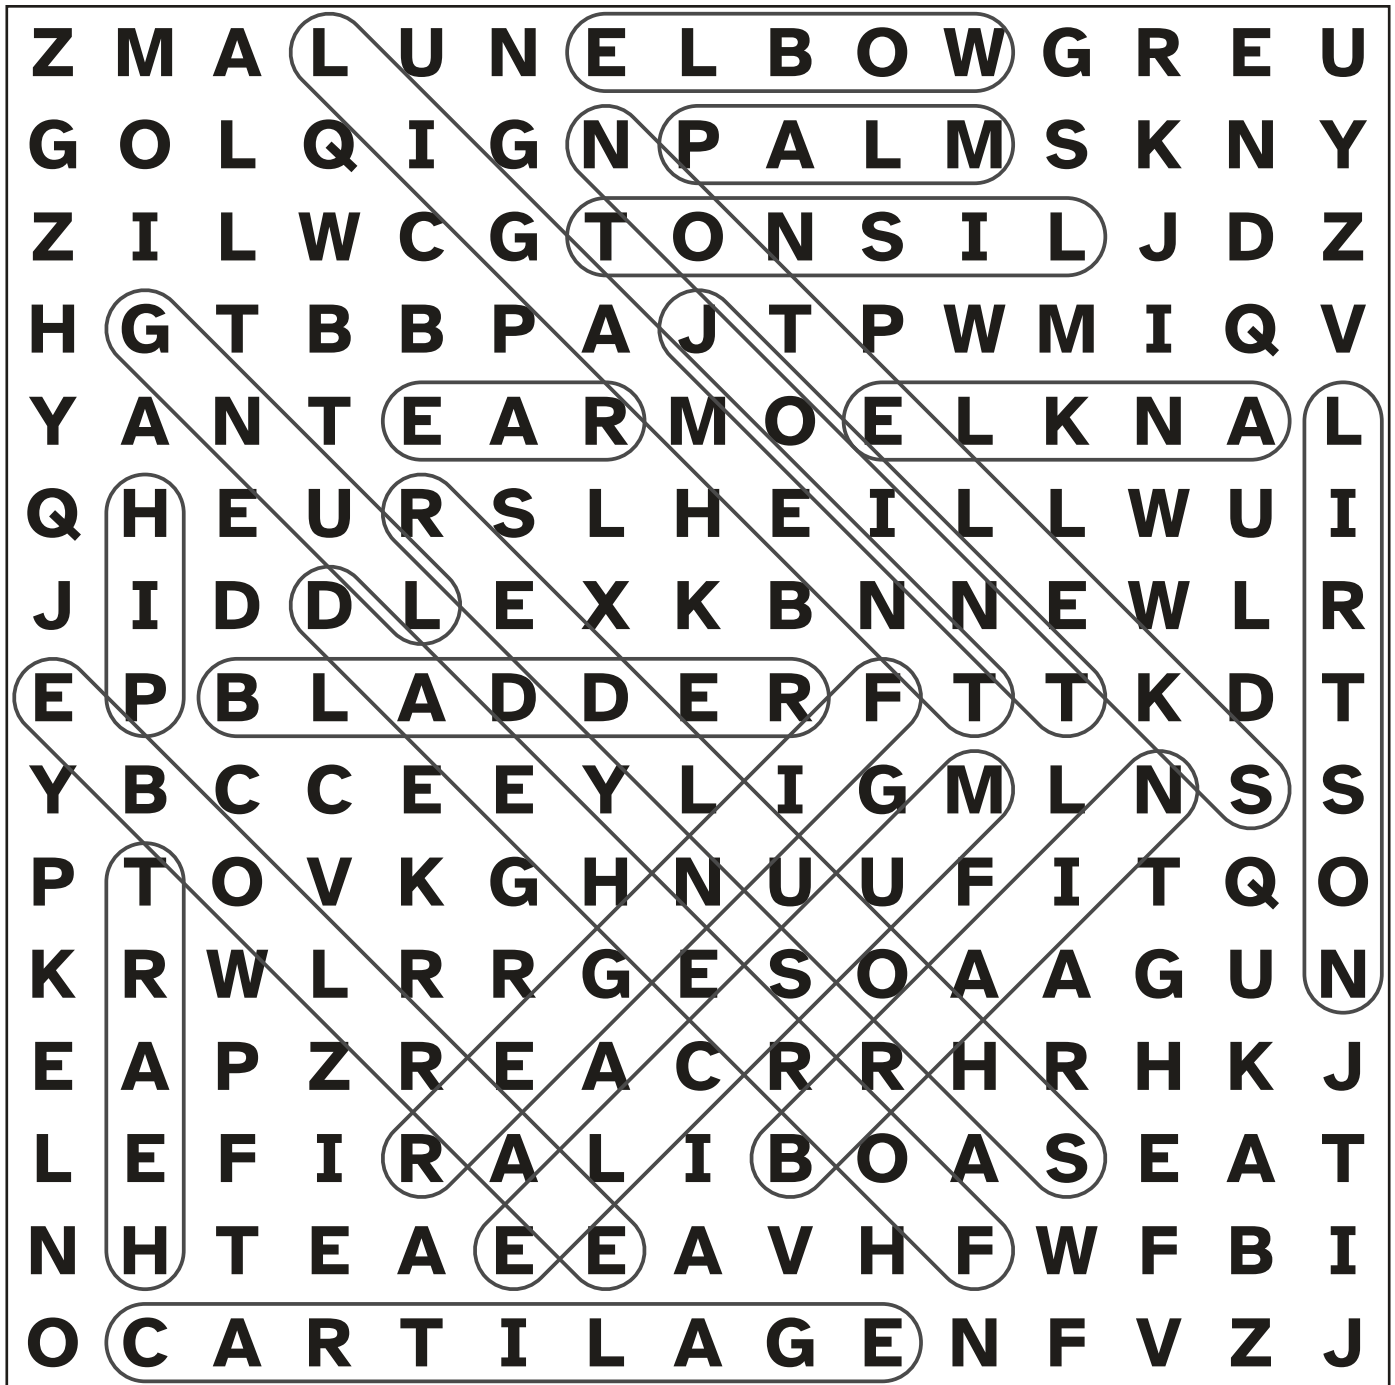 Z M A L U N E L B O W G R E U
G O L Q I G N P A L M S K N Y
Z I L W C G T O N S I L J D Z
H G T B B P A J T P W M I Q V
Y A N T E A R M O E L K N A L
Q H E U R S L H E I L L W U I
J I D D L E X K B N N E W L R
E P B L A D D E R F T T K D T
Y B C C E E Y L I G M L N S S
P T O V K G H N U U F I T Q O
K R W L R R G E S O A A G U N
E A P Z R E A C R R H R H K J
L E F I R A L I B O A S E A T
N H T E A E E A V H F W F B I
O C A R T I L A G E N F V Z J